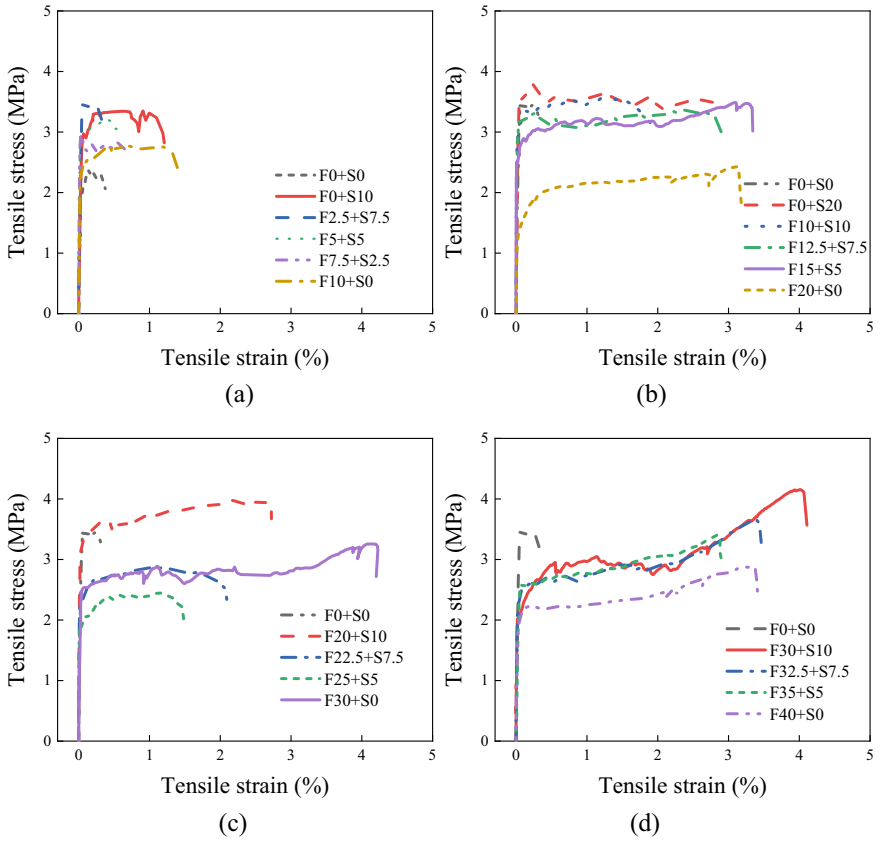 5
4
3
2
1
0
Tensile stress (MPa)
F0+S0
F0+S10
F2.5+S7.5
F5+S5
F7.5+S2.5
F10+S0
0 1 2 3 4 5
Tensile strain (%)
(a)
5
4
3
2
1
0
Tensile stress (MPa)
F0+S0
F0+S20
F10+S10
F12.5+S7.5
F15+S5
F20+S0
0 1 2 3 4 5
Tensile strain (%)
(b)
5
4
3
2
1
0
Tensile stress (MPa)
F0+S0
F20+S10
F22.5+S7.5
F25+S5
F30+S0
0 1 2 3 4 5
Tensile strain (%)
(c)
5
4
3
2
1
0
Tensile stress (MPa)
F0+S0
F30+S10
F32.5+S7.5
F35+S5
F40+S0
0 1 2 3 4 5
Tensile strain (%)
(d)